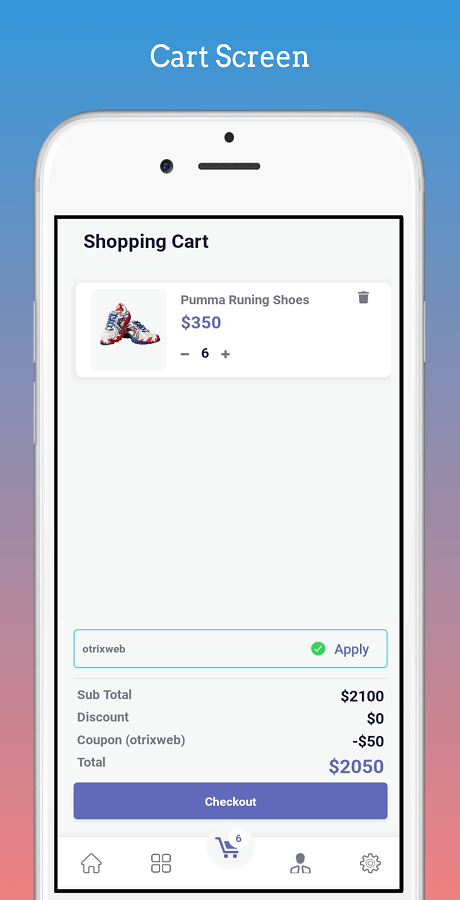 Cart Screen
Shopping Cart
Pumma Runing Shoes
$350
6
otrixweb
Apply
Sub Total $2100
Discount $0
Coupon (otrixweb) -$50
Total $2050
Checkout
6